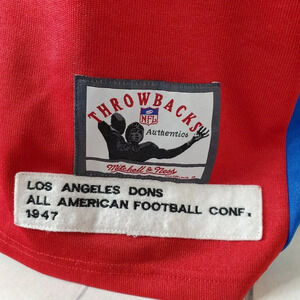 THROWBACKS
NFL
Authentics
Mitchell & Ness
LOS ANGELES DONS
ALL AMERICAN FOOTBALL CONF.
1947